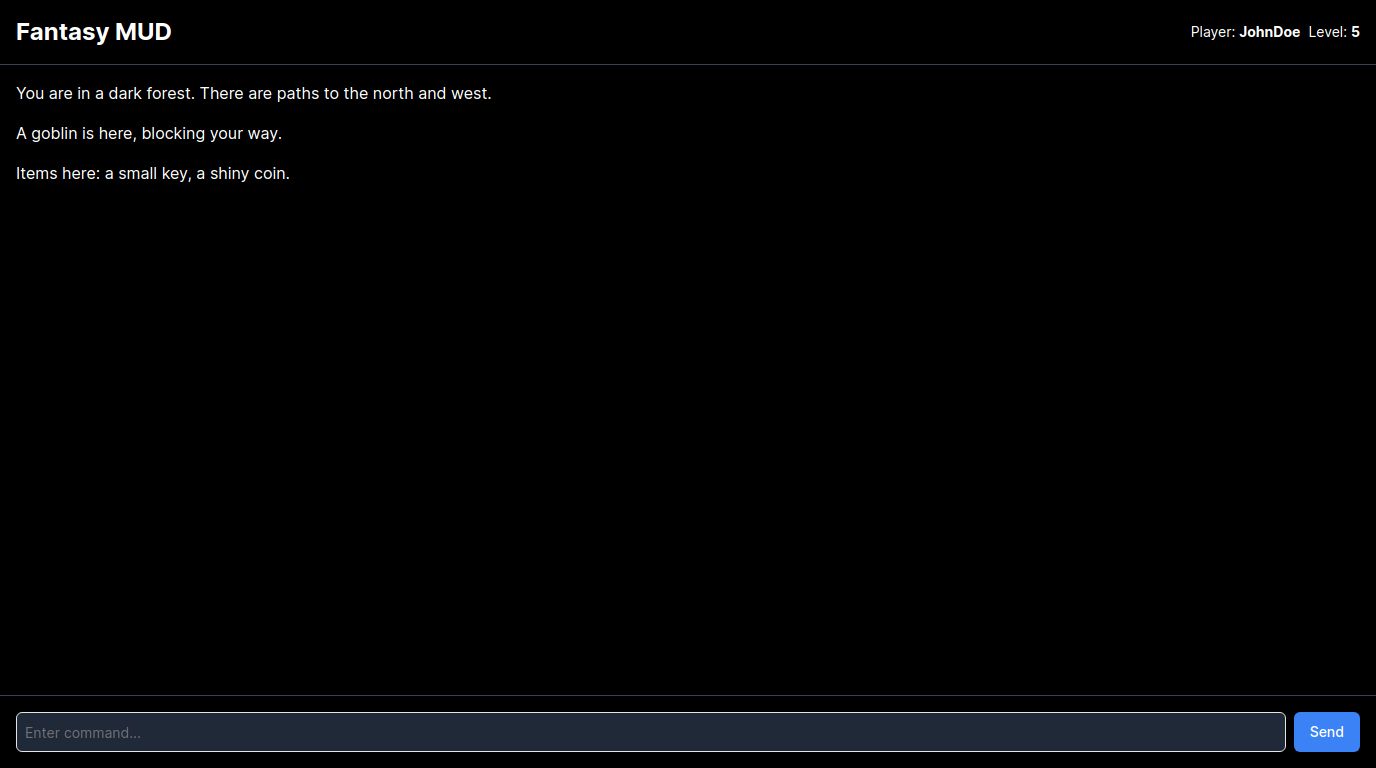 Fantasy MUD
Player: JohnDoe Level: 5
You are in a dark forest. There are paths to the north and west.
A goblin is here, blocking your way.
Items here: a small key, a shiny coin.
Enter command...
Send